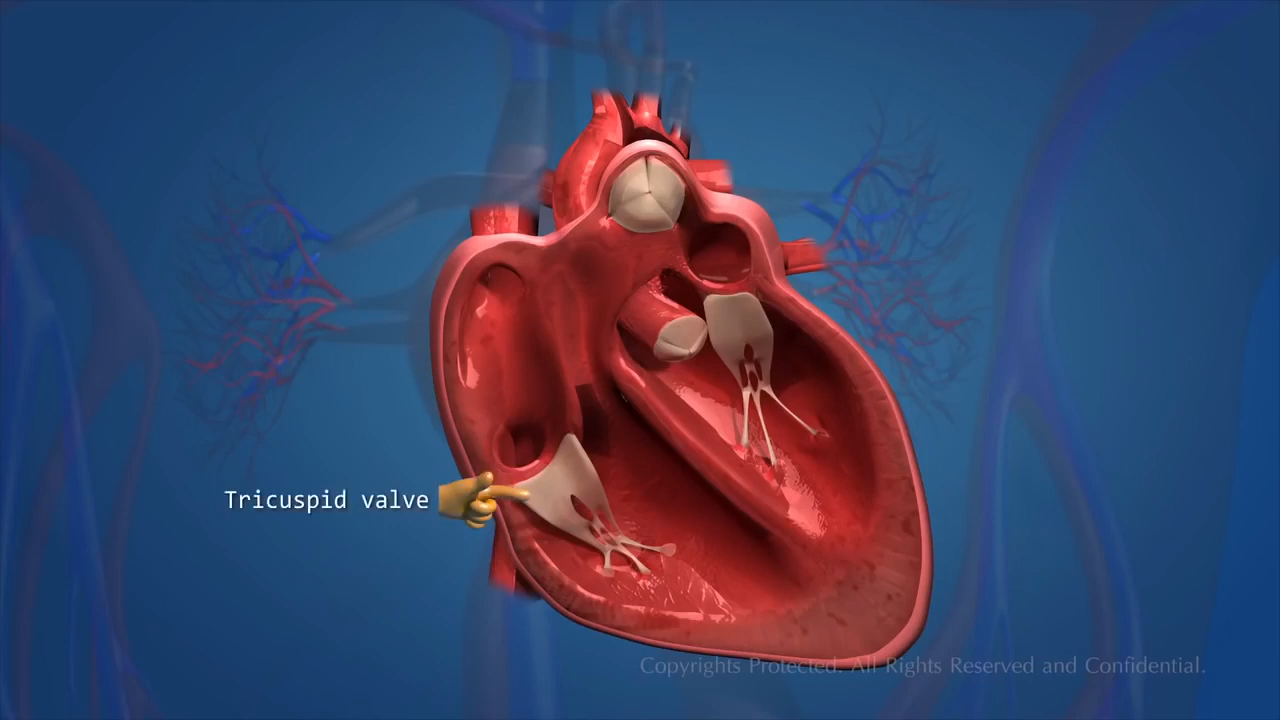 Tricuspid valve
Copyrights Protected. All Rights Reserved and Confidential.